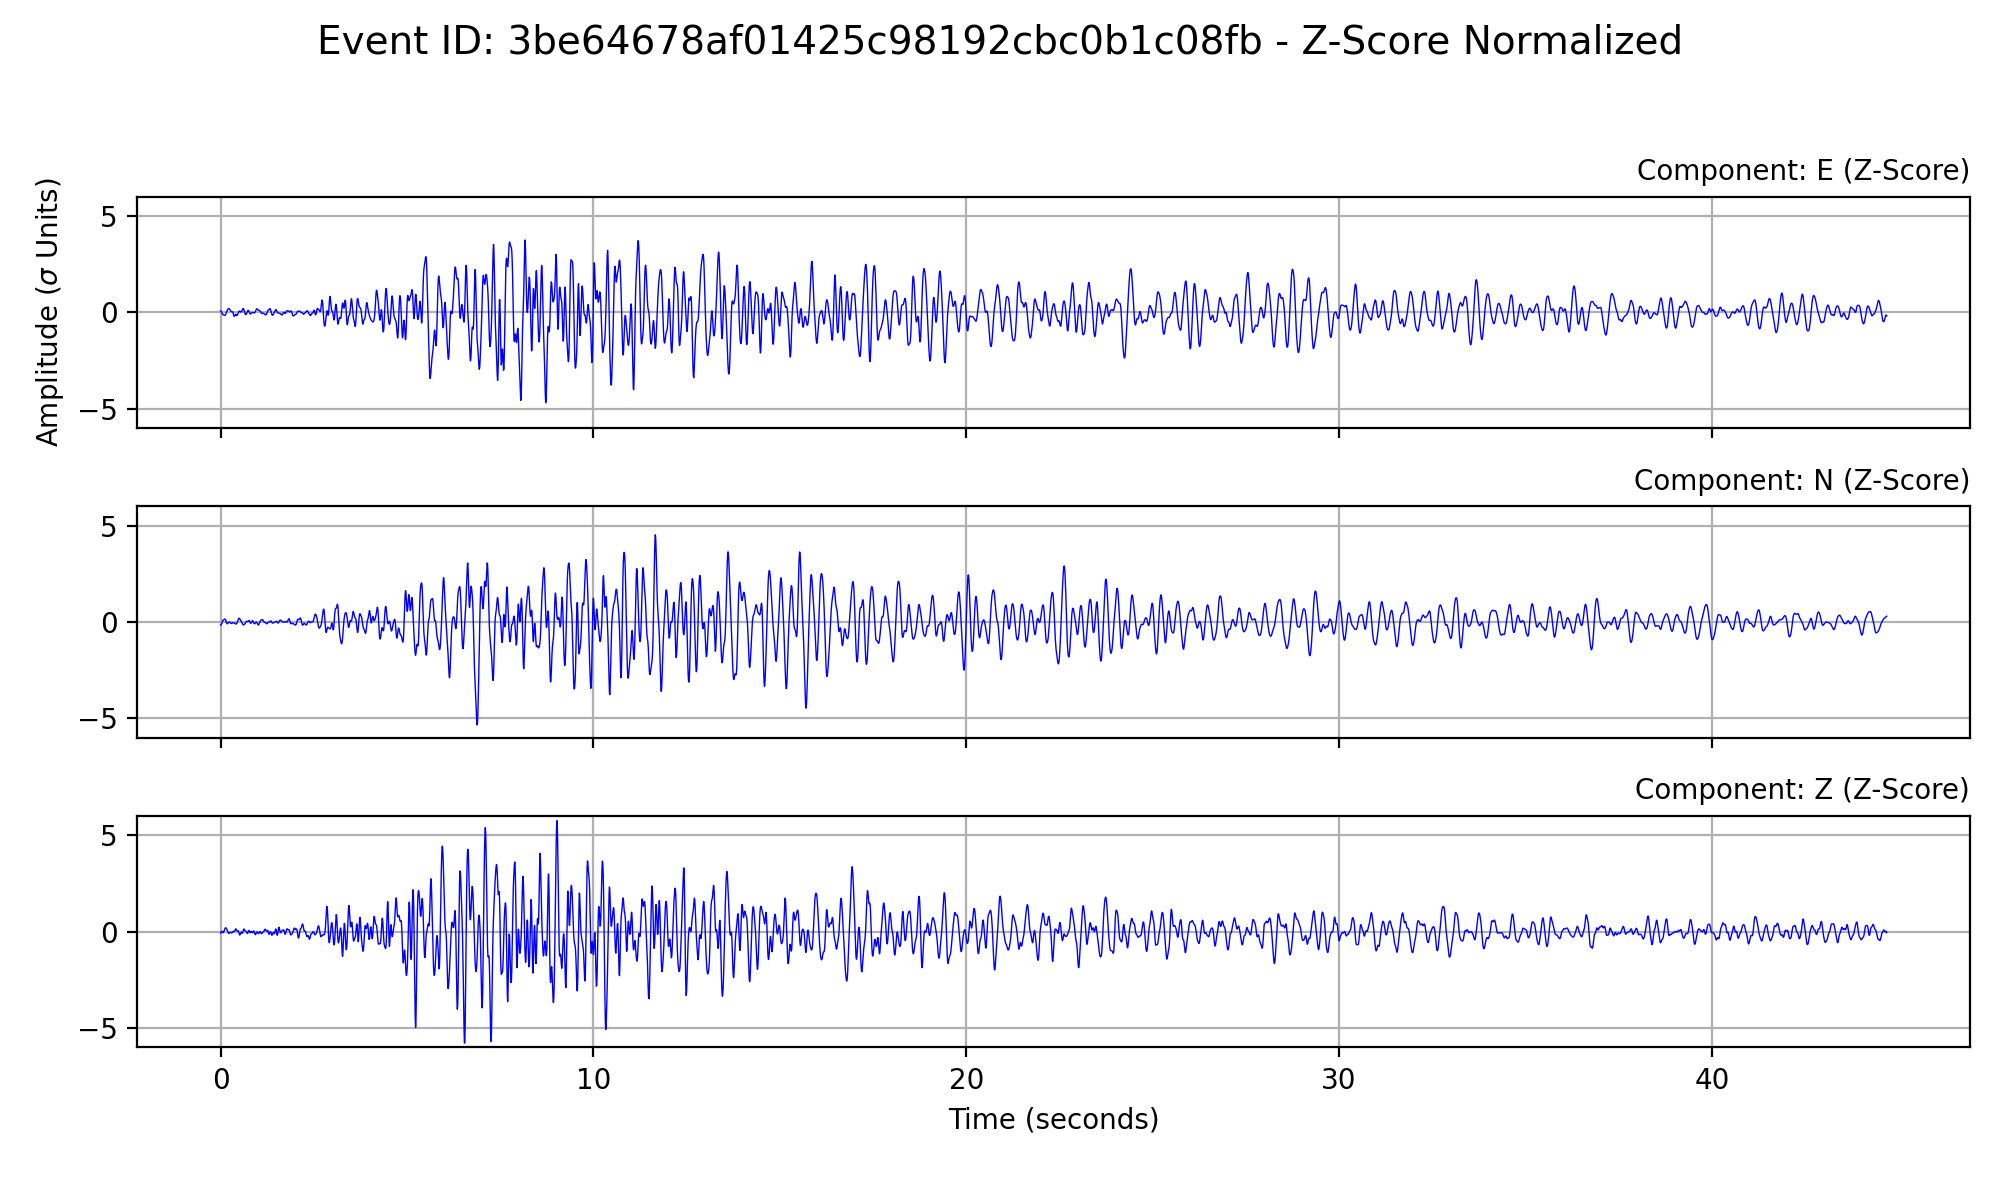 Event ID: 3be64678af01425c98192cbc0b1c08fb - Z-Score Normalized
Component: E (Z-Score)
Amplitude (σ Units)
5
0
−5
Component: N (Z-Score)
5
0
−5
Component: Z (Z-Score)
5
0
−5
0 10 20 30 40
Time (seconds)